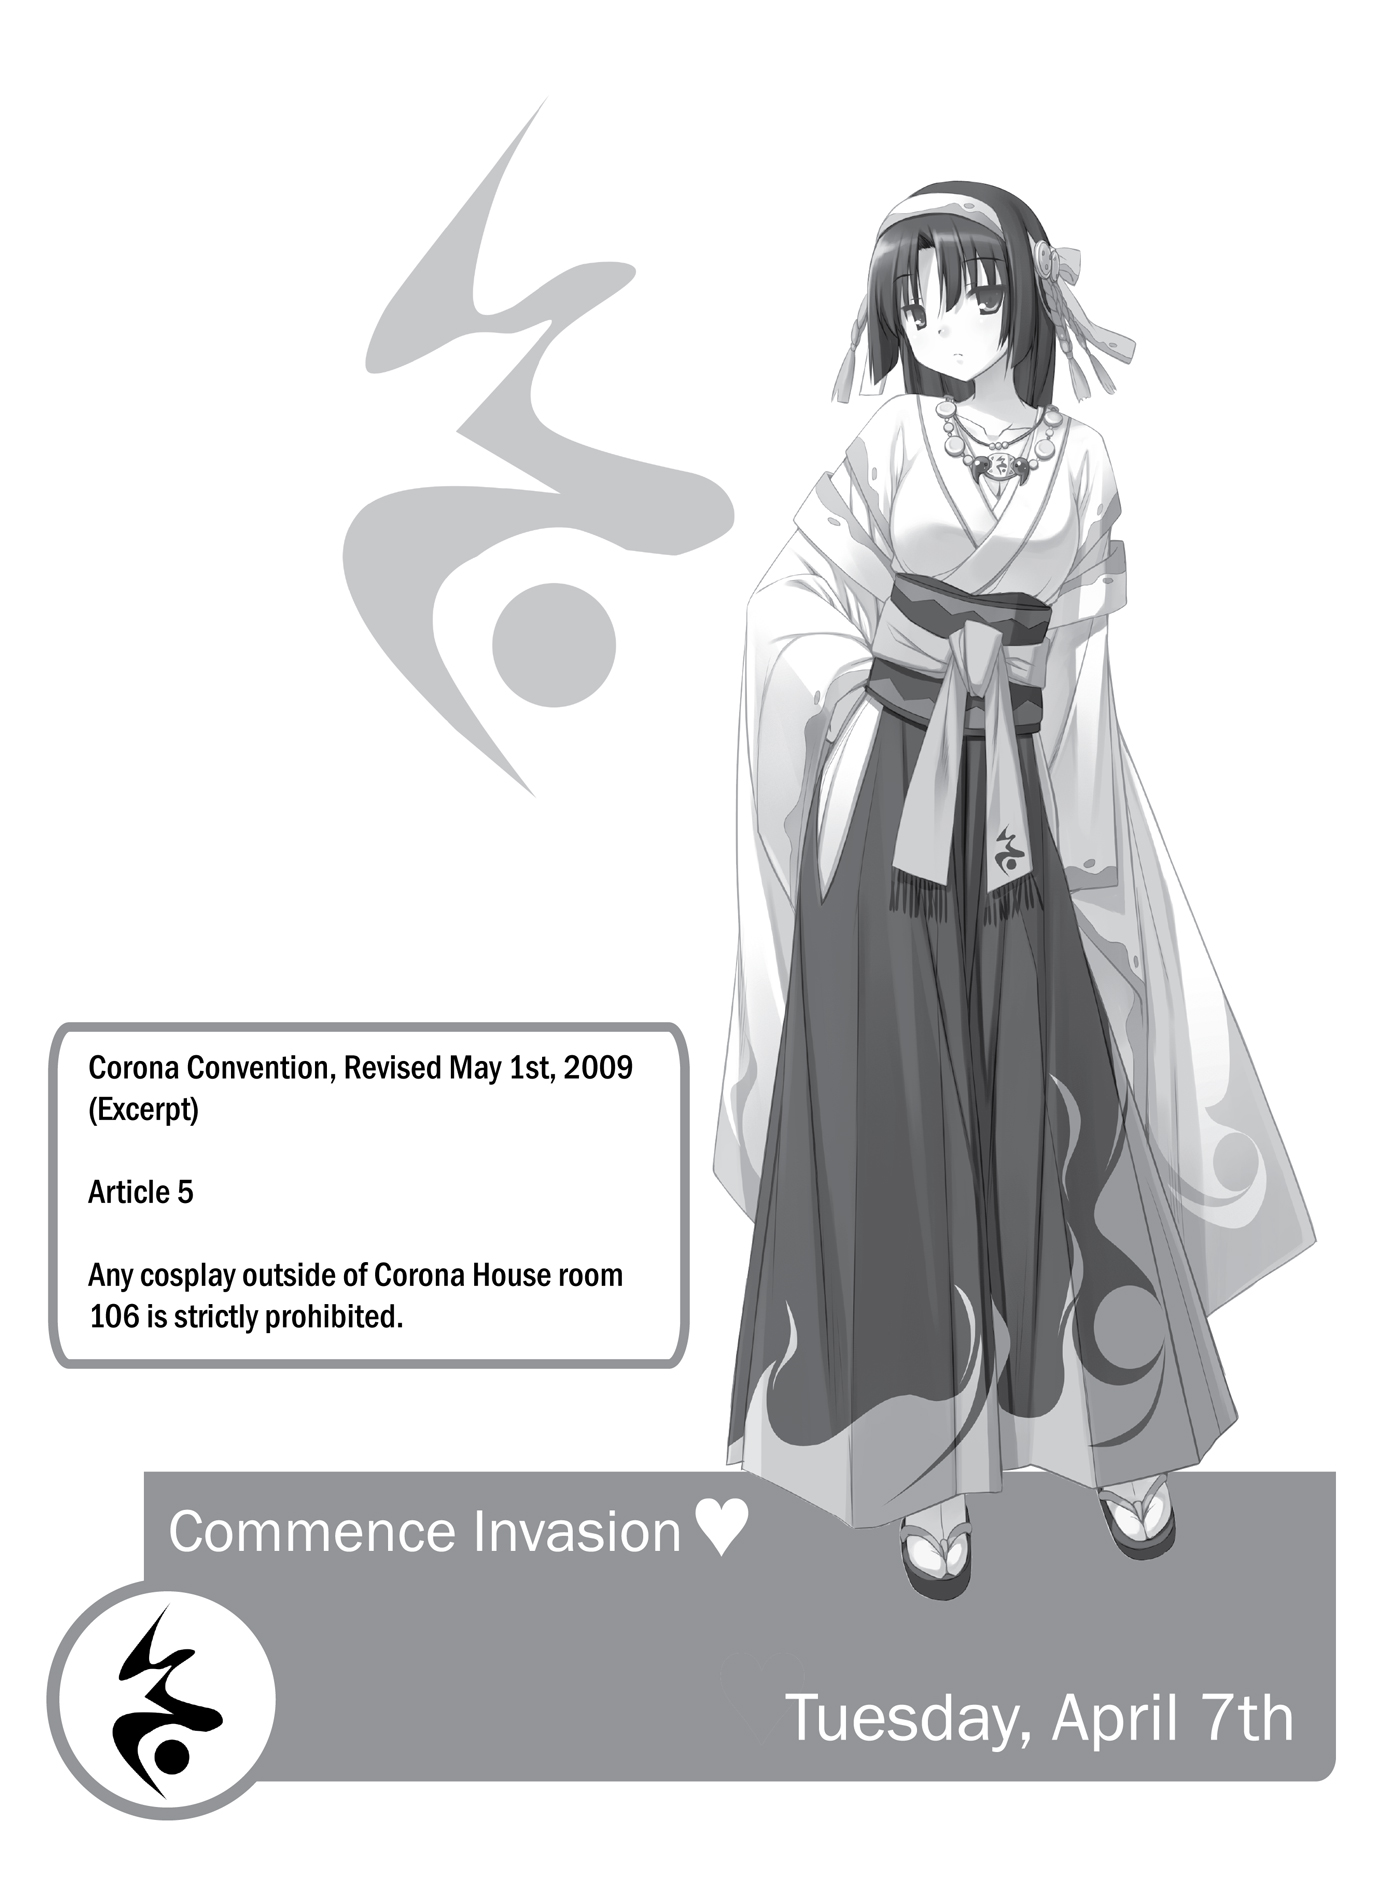 Corona Convention, Revised May 1st, 2009
(Excerpt)
Article 5
Any cosplay outside of Corona House room
106 is strictly prohibited.
Commence Invasion ♥
Tuesday, April 7th